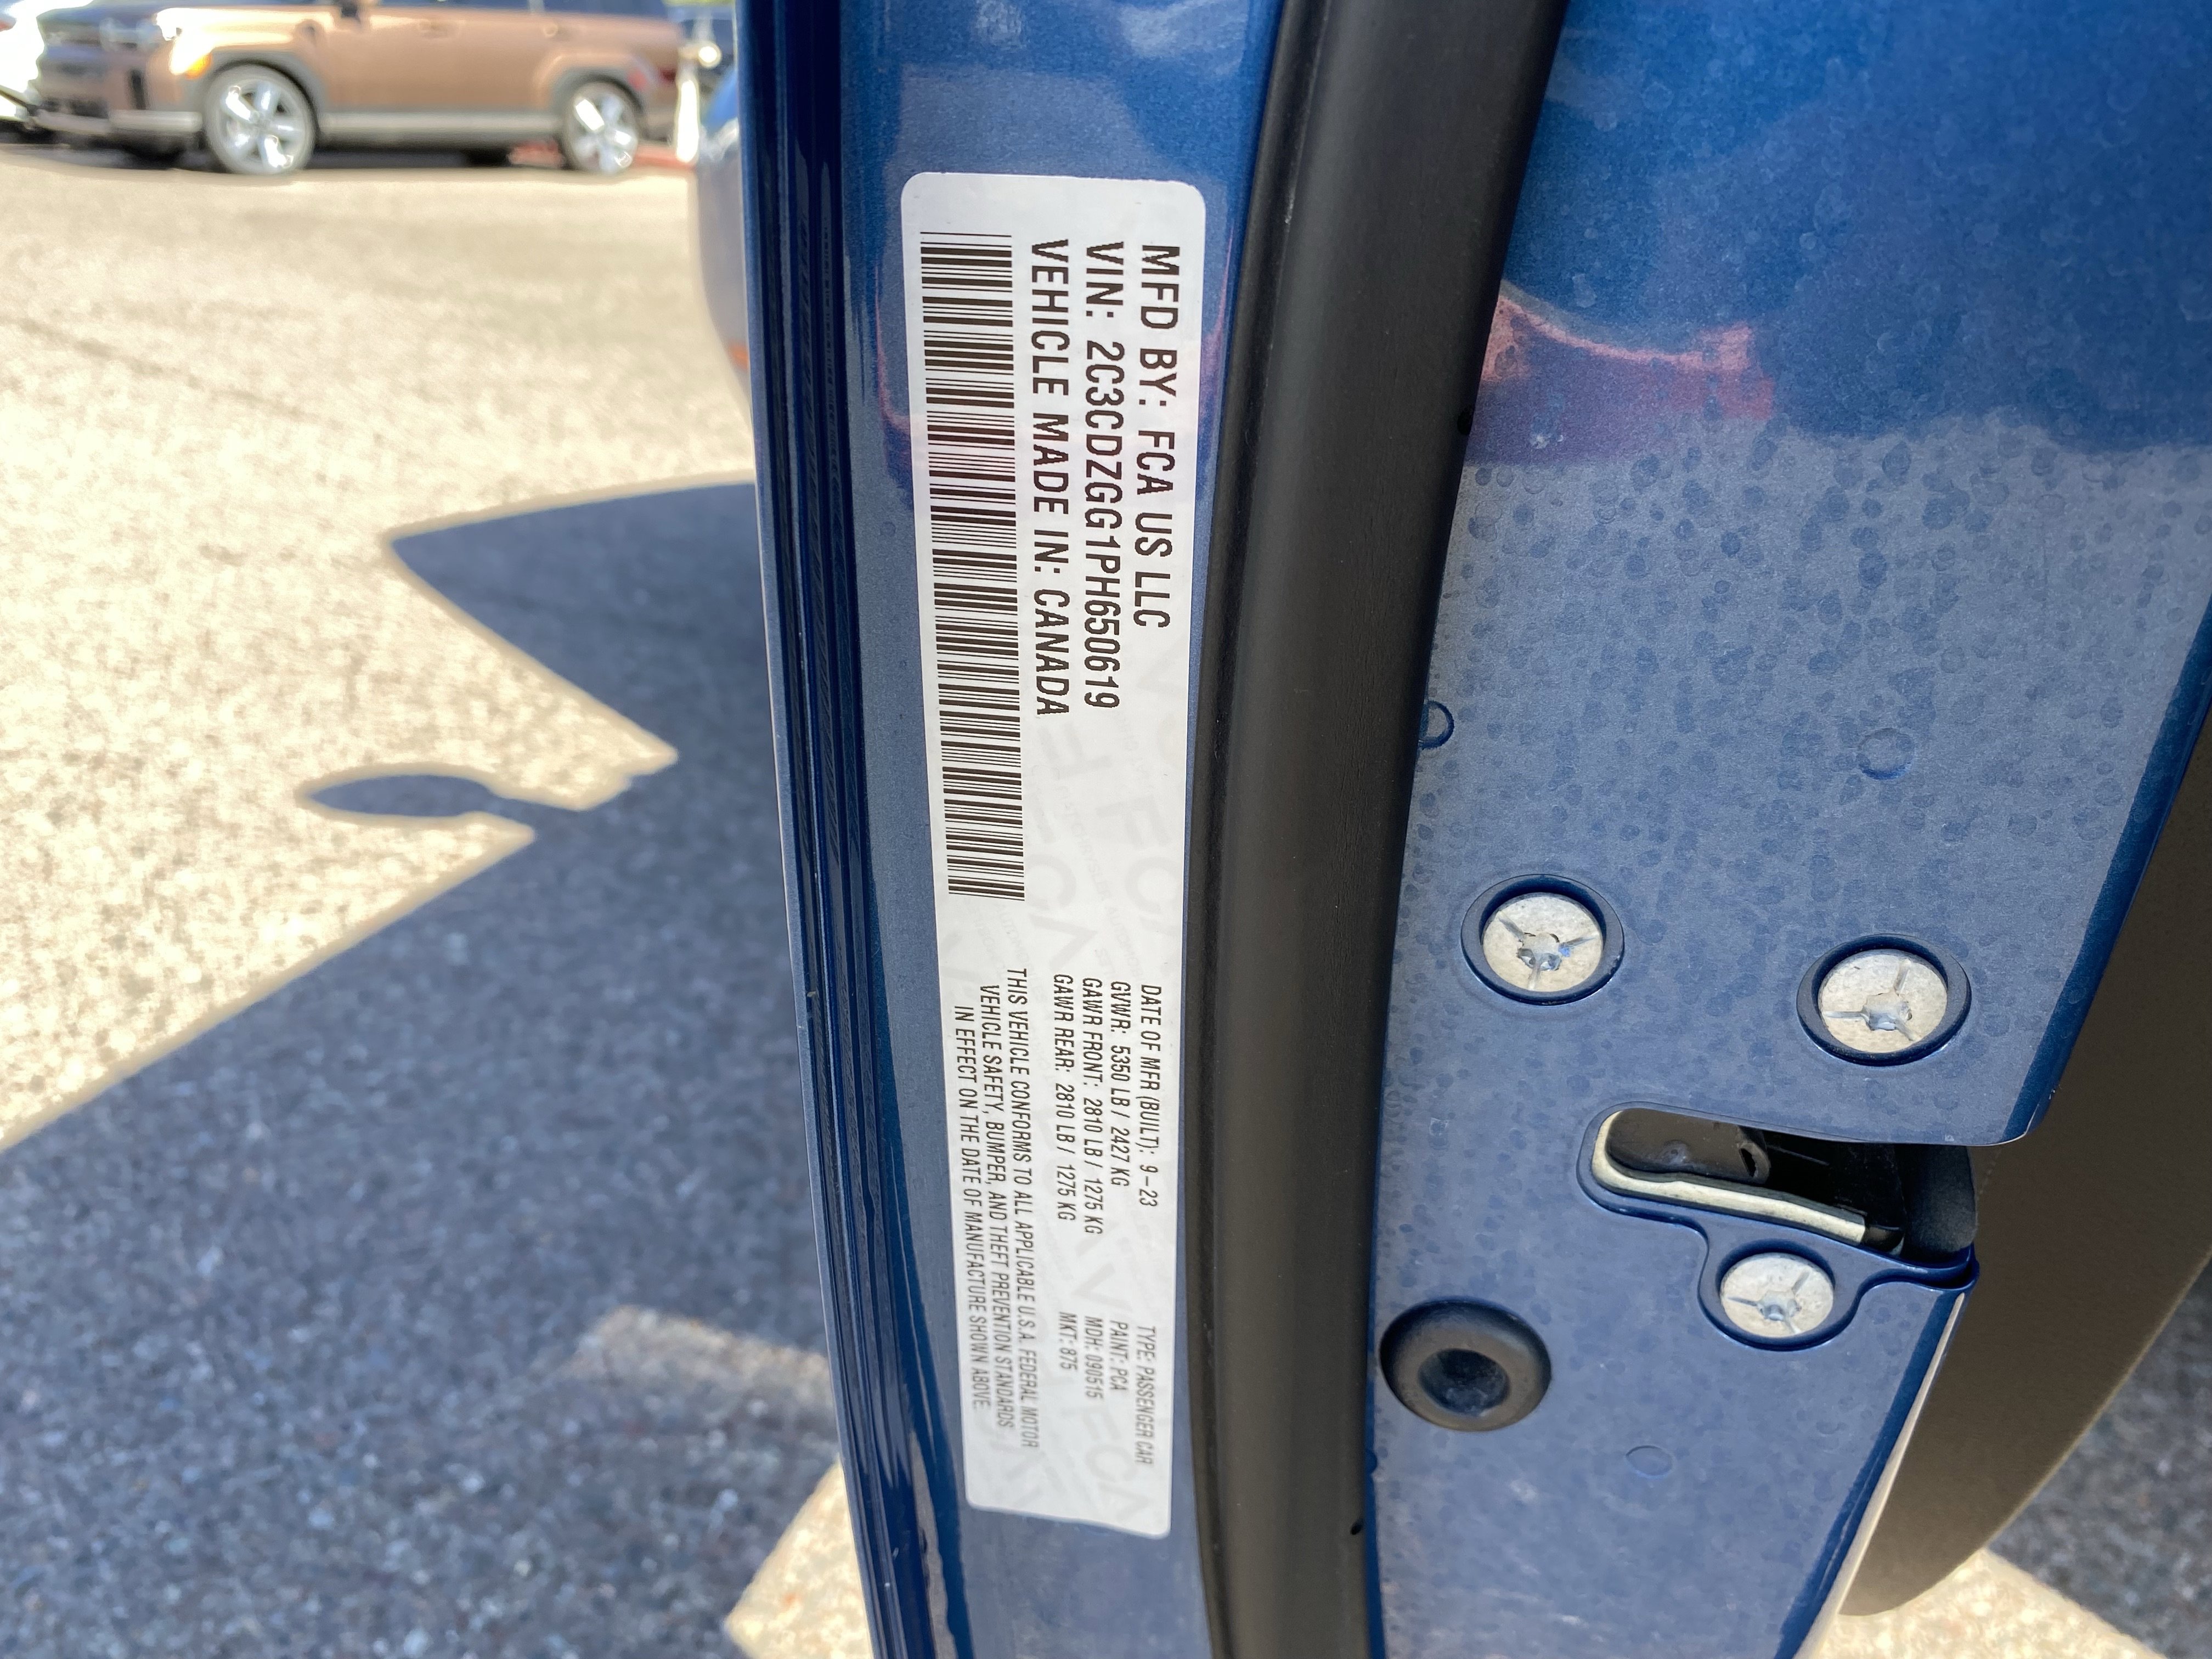 MFD BY: FCA US LLC
VIN: 2C3CDZGG1PH650619
VEHICLE MADE IN: CANADA
DATE OF MFR (BUILT): 9-23
TYPE: PASSENGER CAR
GVWR: 5350 LB / 2427 KG
PAINT: PCA
GAWR FRONT: 2810 LB / 1275 KG
MDH: 090515
GAWR REAR: 2810 LB / 1275 KG
MKT: 875
THIS VEHICLE CONFORMS TO ALL APPLICABLE U.S.A. FEDERAL MOTOR
VEHICLE SAFETY, BUMPER, AND THEFT PREVENTION STANDARDS
IN EFFECT ON THE DATE OF MANUFACTURE SHOWN ABOVE.